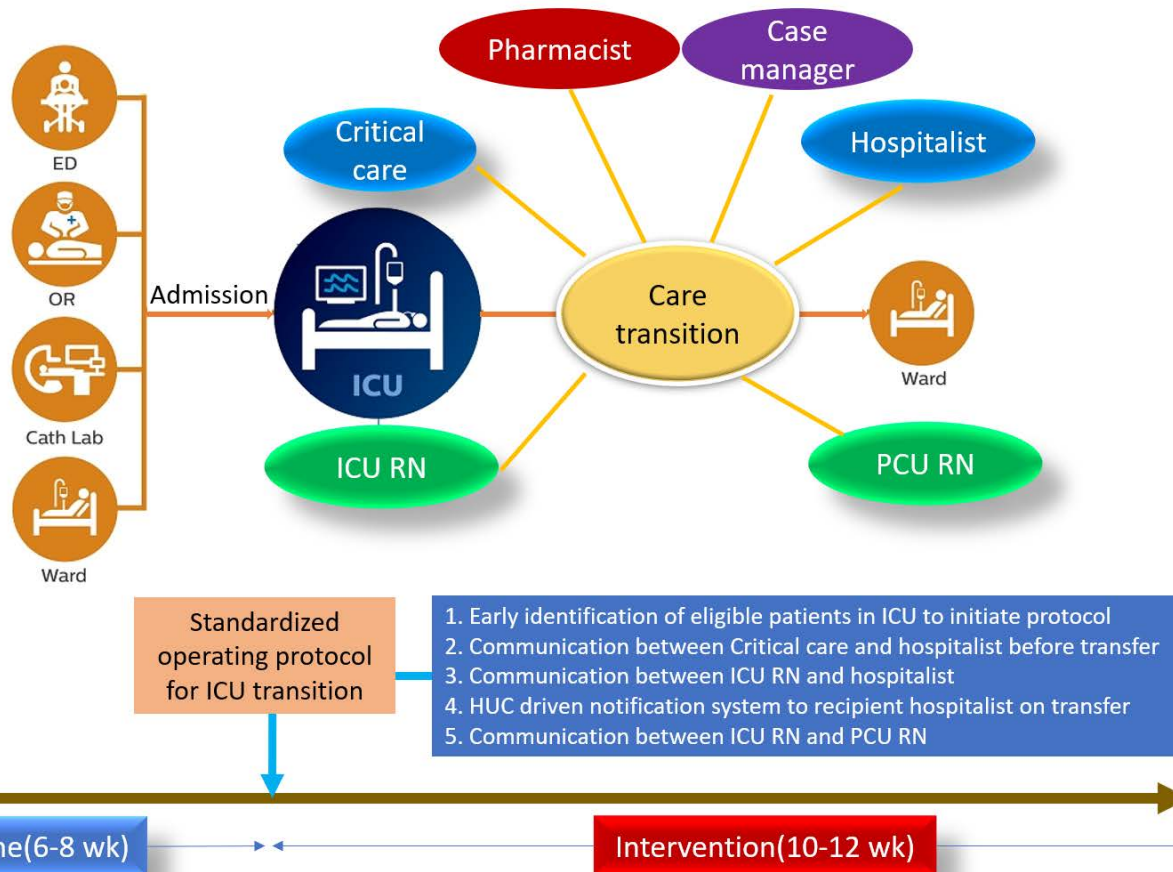 Pharmacist
Case
manager
Critical
care
Hospitalist
ED
OR
Admission
Cath Lab
Ward
ICU
Care
transition
Ward
ICU RN
PCU RN
Standardized
operating protocol
for ICU transition
1. Early identification of eligible patients in ICU to initiate protocol
2. Communication between Critical care and hospitalist before transfer
3. Communication between ICU RN and hospitalist
4. HUC driven notification system to recipient hospitalist on transfer
5. Communication between ICU RN and PCU RN
ne(6-8 wk)
Intervention(10-12 wk)